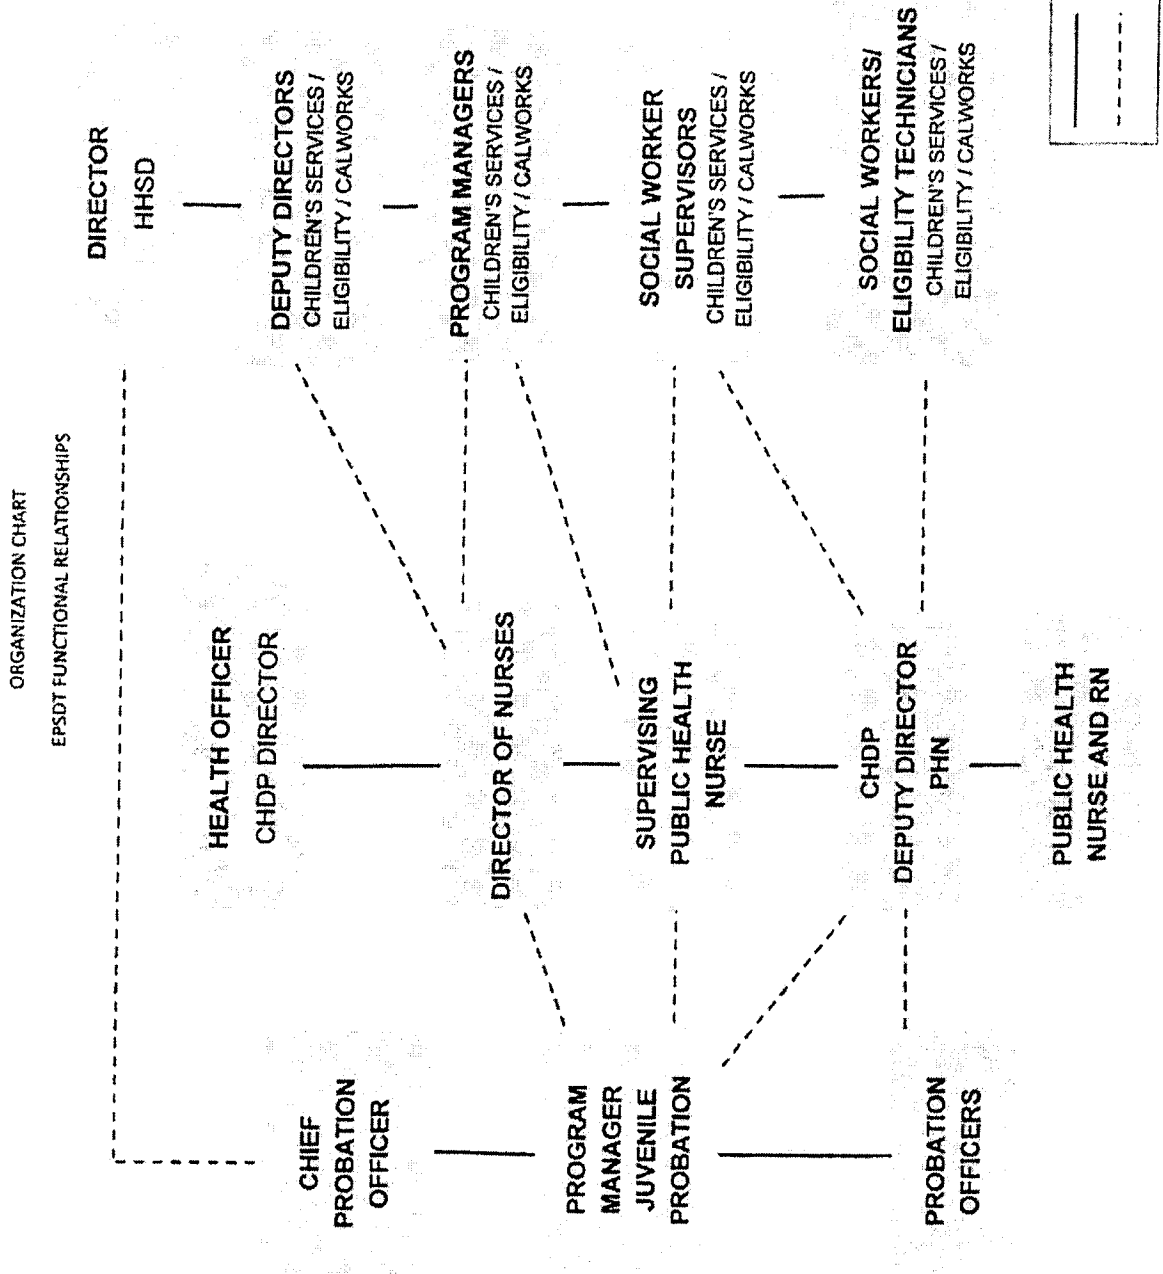 ORGANIZATION CHART
EPSDT FUNCTIONAL RELATIONSHIPS
CHIEF
PROBATION
OFFICER
PROGRAM
MANAGER
JUVENILE
PROBATION
PROBATION
OFFICERS
HEALTH OFFICER
CHDP DIRECTOR
DIRECTOR OF NURSES
SUPERVISING
PUBLIC HEALTH
NURSE
CHDP
DEPUTY DIRECTOR
PHN
PUBLIC HEALTH
NURSE AND RN
DIRECTOR
HHSD
DEPUTY DIRECTORS
CHILDREN'S SERVICES /
ELIGIBILITY / CALWORKS
PROGRAM MANAGERS
CHILDREN'S SERVICES /
ELIGIBILITY / CALWORKS
SOCIAL WORKER
SUPERVISORS
CHILDREN'S SERVICES /
ELIGIBILITY / CALWORKS
SOCIAL WORKERS/
ELIGIBILITY TECHNICIANS
CHILDREN'S SERVICES /
ELIGIBILITY / CALWORKS